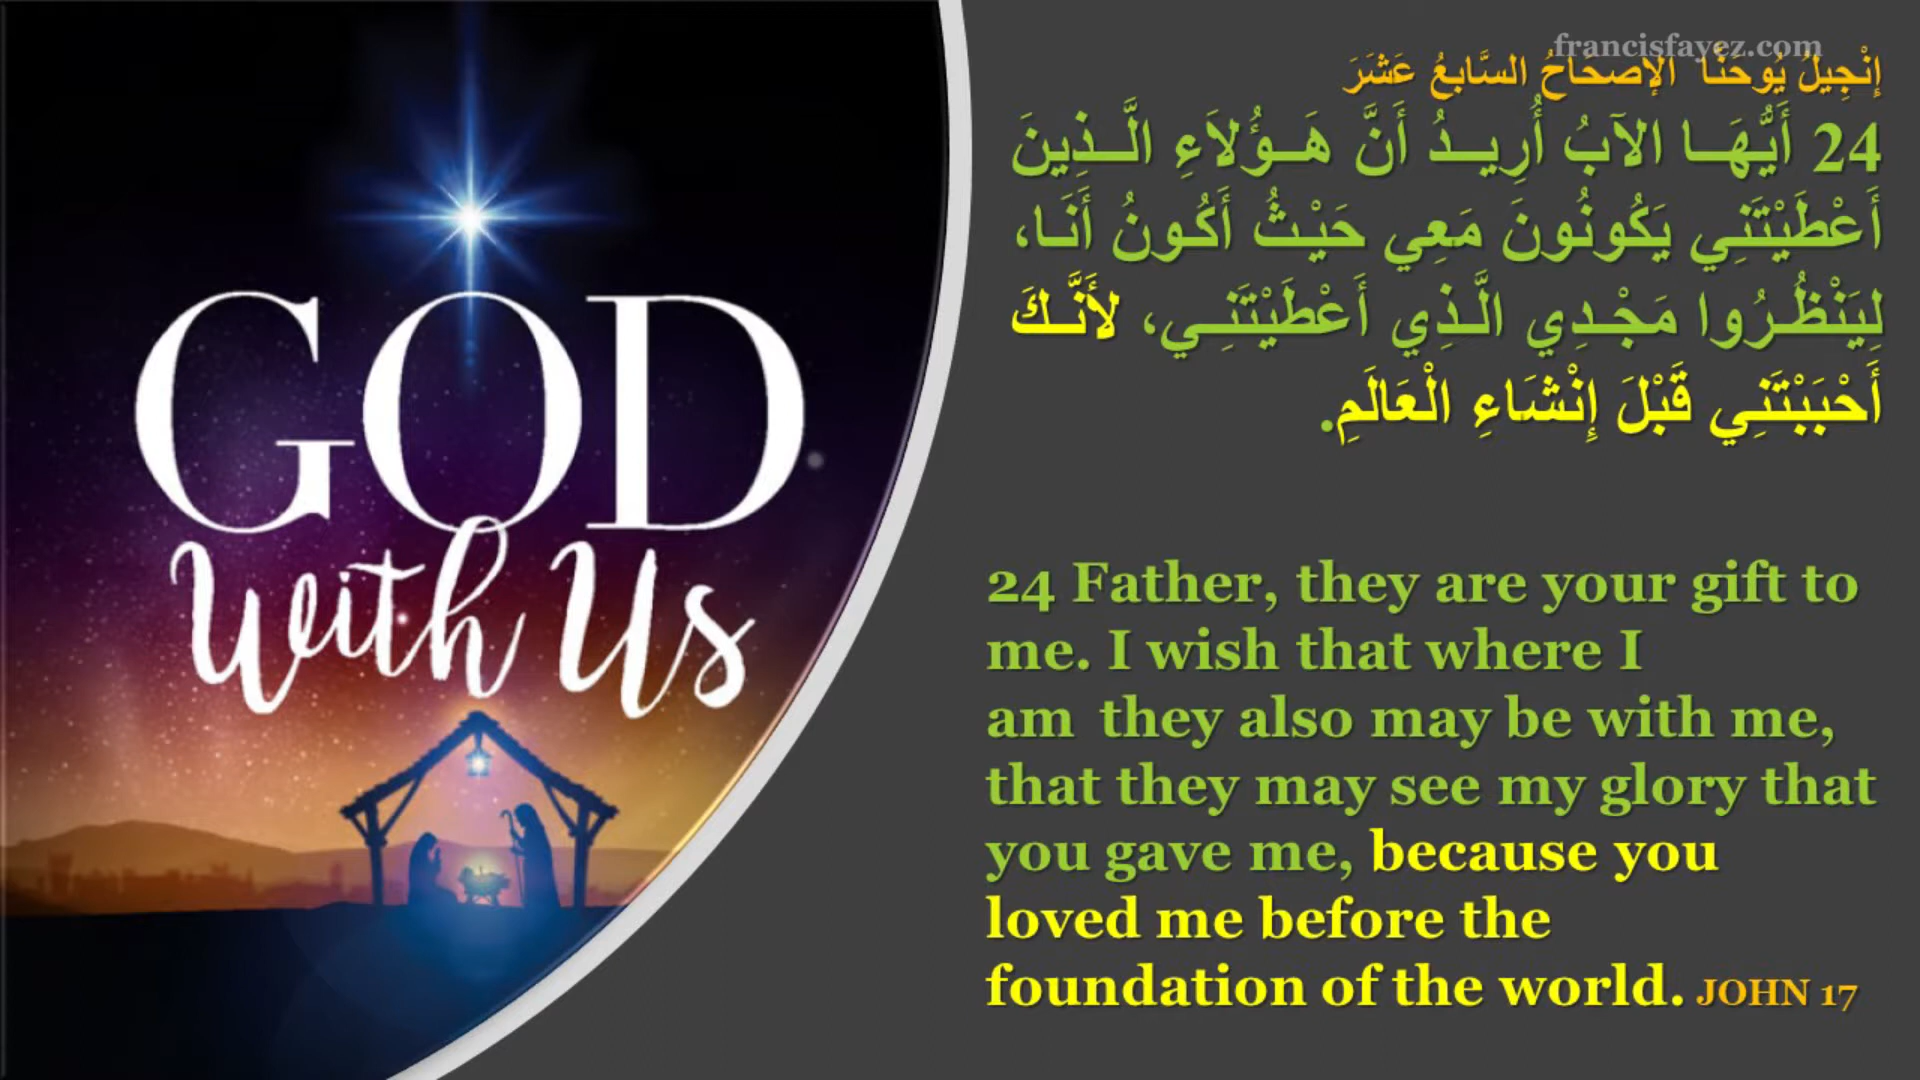 GOD
With Us
francisfayez.com
إِنْجِيلُ يُوحَنَّا الإصحَاحُ السَّابعُ عَشَرَ
24 أَيُّهَا الآبُ أُرِيدُ أَنَّ هَؤُلاَءِ الَّذِينَ
أَعْطَيْتَنِي يَكُونُونَ مَعِي حَيْثُ أَكُونُ أَنَا،
لِيَنْظُرُوا مَجْدِي الَّذِي أَعْطَيْتَنِي، لأَنَّكَ
أَحْبَبْتَنِي قَبْلَ إِنْشَاءِ الْعَالَمِ.
24 Father, they are your gift to
me. I wish that where I
am they also may be with me,
that they may see my glory that
you gave me, because you
loved me before the
foundation of the world. JOHN 17